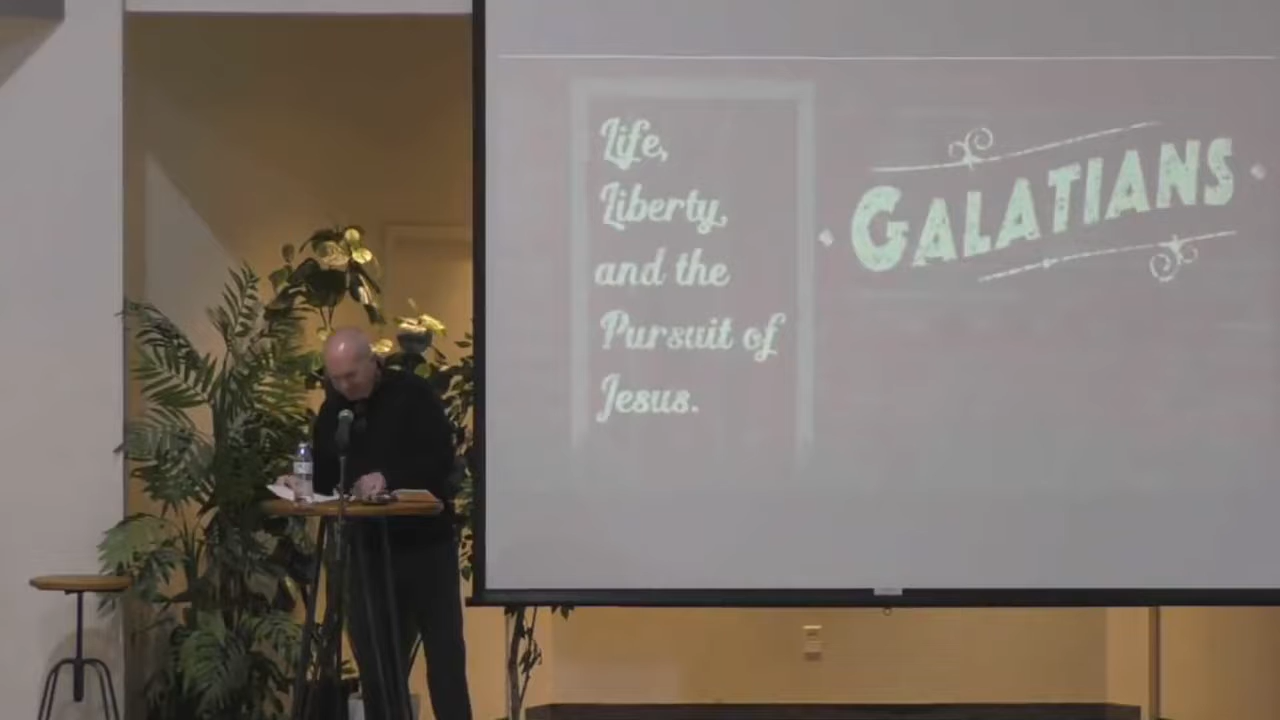 Life,
Liberty,
and the
Pursuit of
Jesus.
GALATIANS